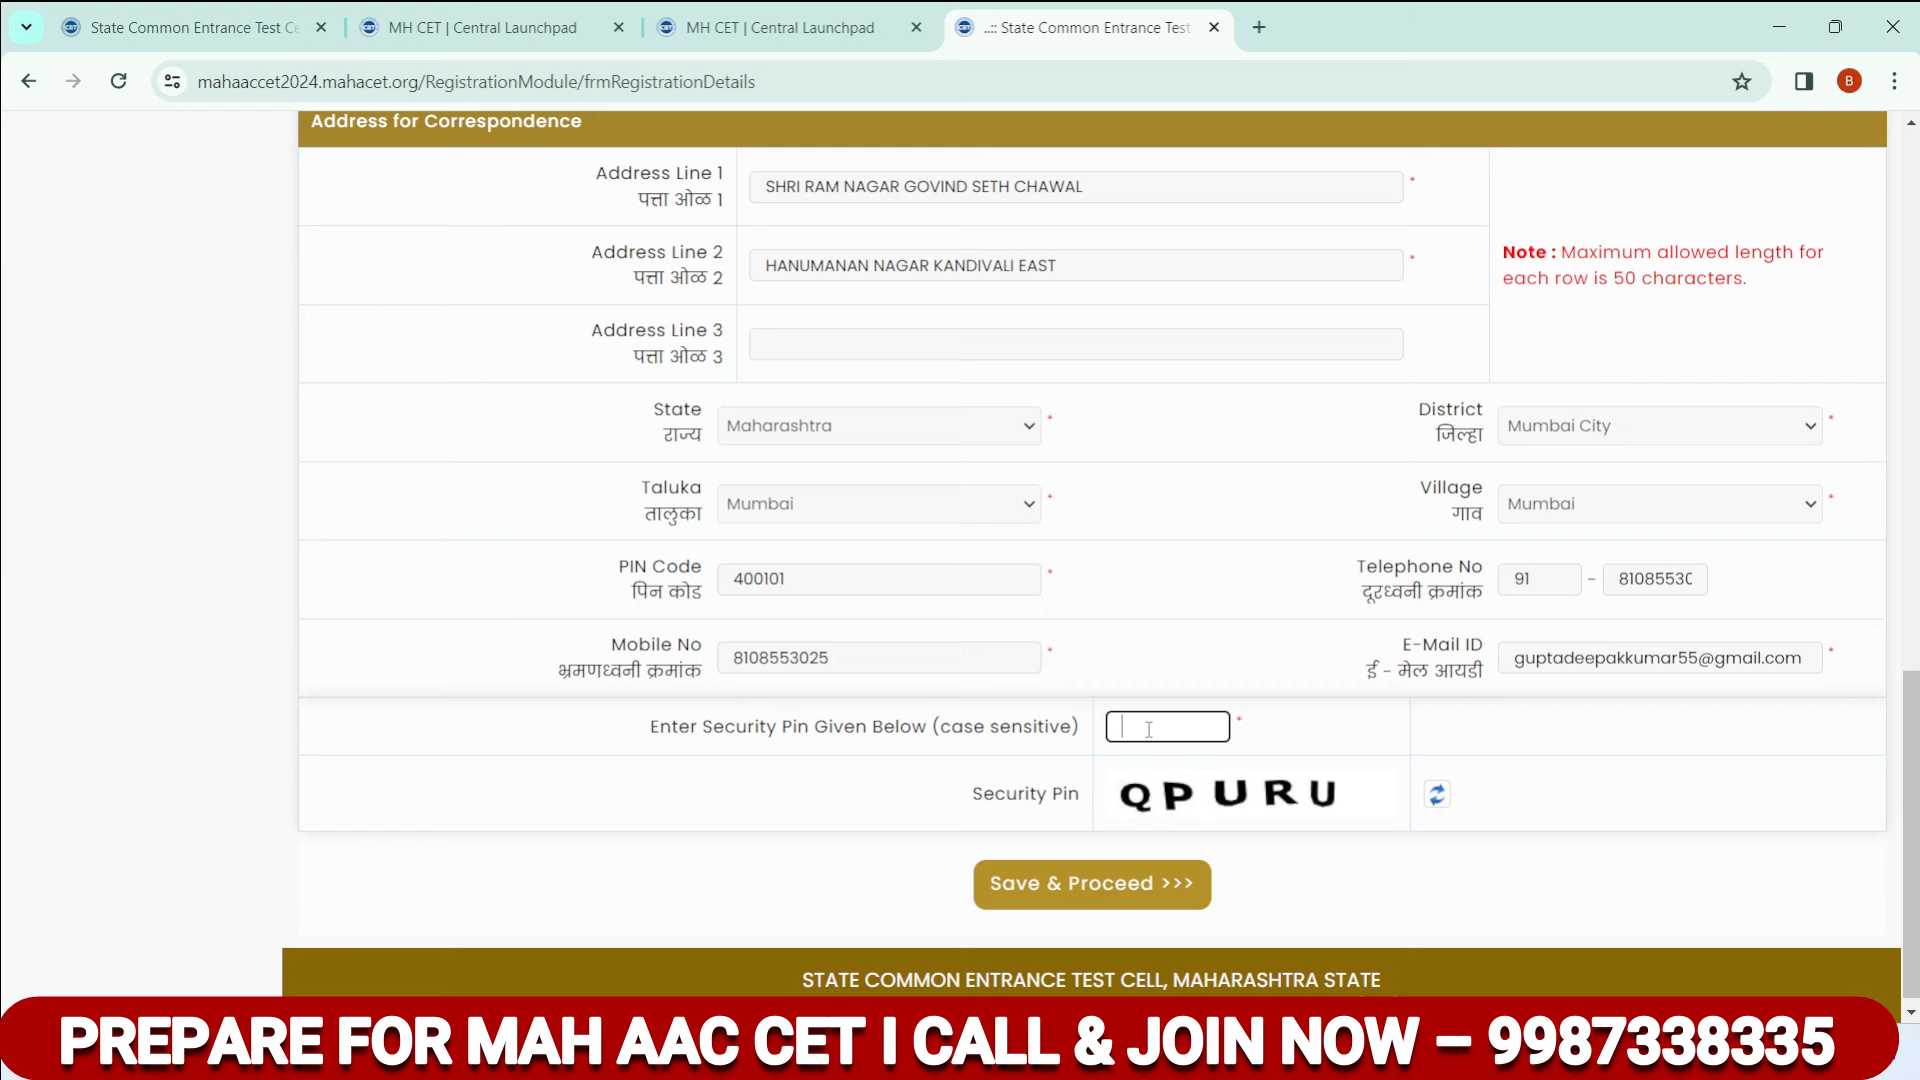 State Common Entrance Test Ce
MH CET | Central Launchpad
MH CET | Central Launchpad
..:: State Common Entrance Test
mahaaccet2024.mahacet.org/RegistrationModule/frmRegistrationDetails
B
Address for Correspondence
Address Line 1
SHRI RAM NAGAR GOVIND SETH CHAWAL *
पत्ता ओळ 1
Address Line 2
HANUMANAN NAGAR KANDIVALI EAST *
पत्ता ओळ 2
Note : Maximum allowed length for
each row is 50 characters.
Address Line 3
पत्ता ओळ 3
State
राज्य
Maharashtra *
District
जिल्हा
Mumbai City *
Taluka
तालुका
Mumbai *
Village
गाव
Mumbai *
PIN Code
पिन कोड
400101 *
Telephone No
दूरध्वनी क्रमांक
91 - 8108553
Mobile No
भ्रमणध्वनी क्रमांक
8108553025 *
E-Mail ID
ई - मेल आयडी
guptadeepakkumar55@gmail.com *
Enter Security Pin Given Below (case sensitive) *
Security Pin
QPURU
Save & Proceed >>>
STATE COMMON ENTRANCE TEST CELL, MAHARASHTRA STATE
PREPARE FOR MAH AAC CET I CALL & JOIN NOW – 9987338335